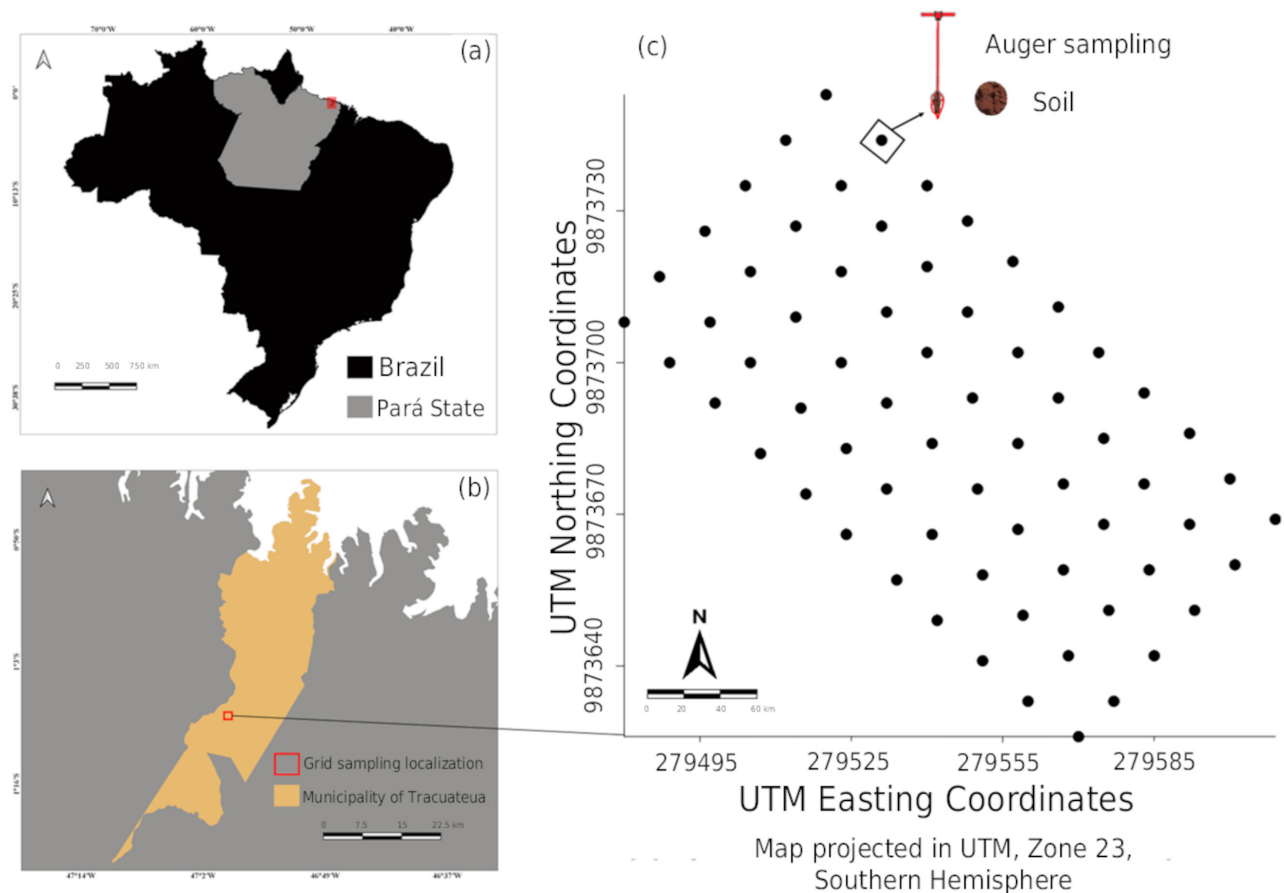 70°0'W 60°0'W 50°0'W 40°0'W
(a)
0°0'
10°13'S
20°25'S
30°38'S
0 250 500 750 km
Brazil
Pará State
(b)
0°50'S
1°3'S
1°16'S
Grid sampling localization
Municipality of Tracuateua
0 7.5 15 22.5 km
47°14'W 47°2'W 46°49'W 46°37'W
(c)
Auger sampling
Soil
UTM Northing Coordinates
9873730
9873700
9873670
9873640
N
0 20 40 60 km
279495 279525 279555 279585
UTM Easting Coordinates
Map projected in UTM, Zone 23,
Southern Hemisphere